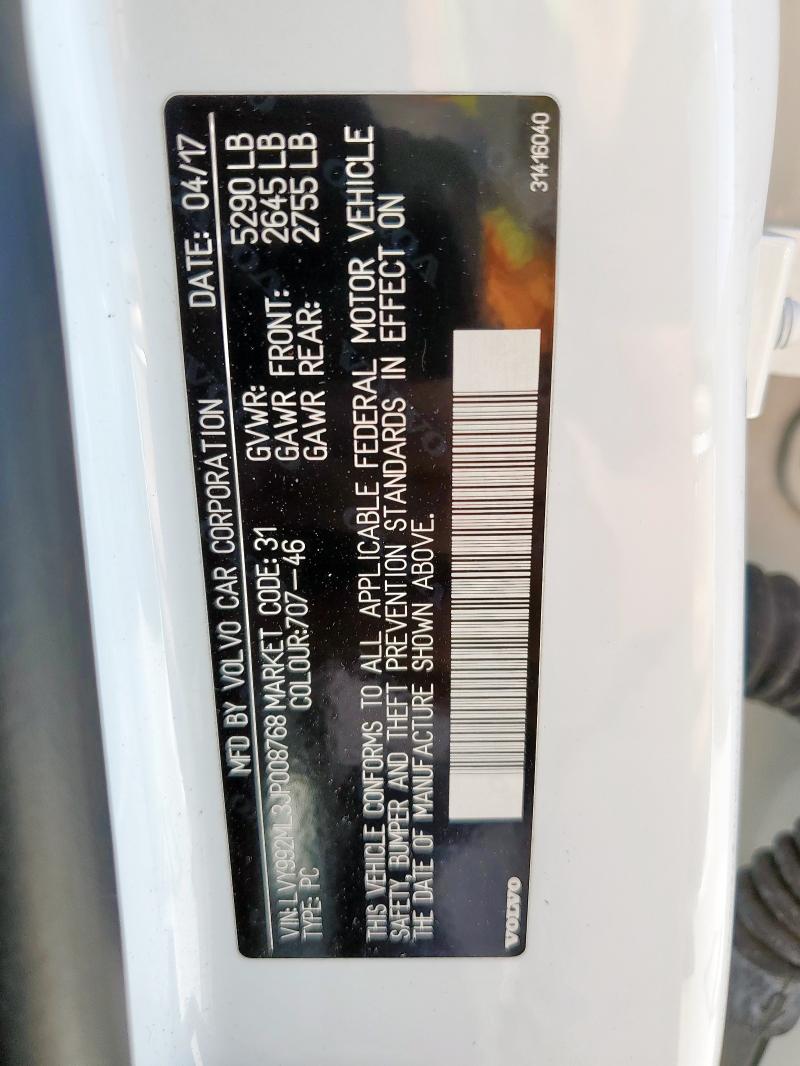 MFD BY VOLVO CAR CORPORATION DATE: 04/17
VIN: LVY992ML3JP008768 MARKET CODE: 31 GVWR: 5290 LB
TYPE: PC COLOUR:707-46 GAWR FRONT: 2645 LB
GAWR REAR: 2755 LB
THIS VEHICLE CONFORMS TO ALL APPLICABLE FEDERAL MOTOR VEHICLE
SAFETY, BUMPER AND THEFT PREVENTION STANDARDS IN EFFECT ON
THE DATE OF MANUFACTURE SHOWN ABOVE.
VOLVO 31416040